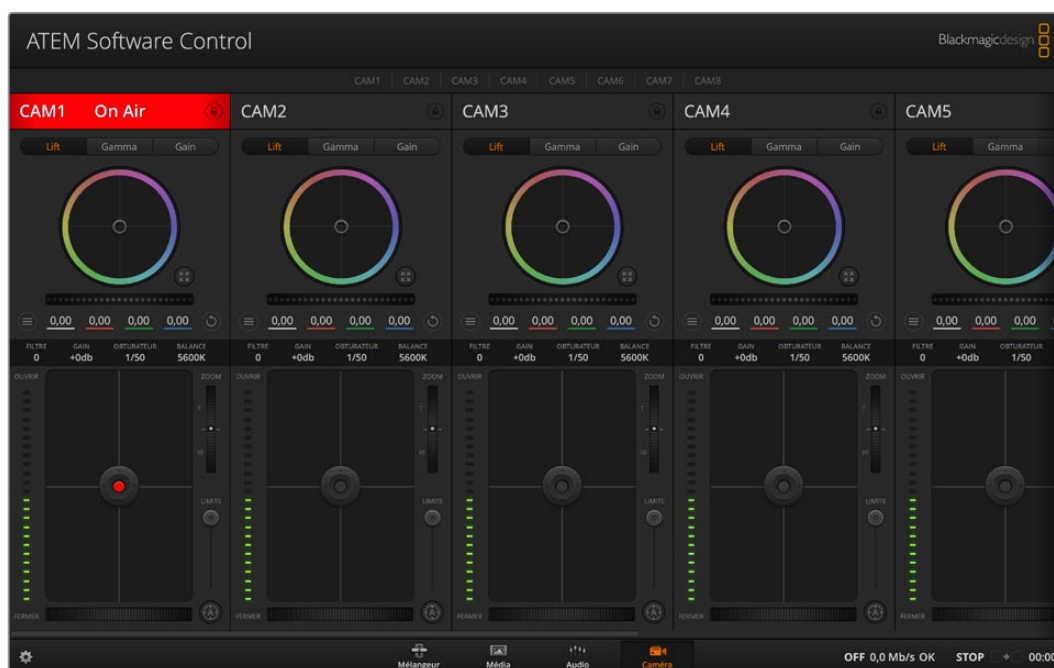 ATEM Software Control
Blackmagicdesign
CAM1 CAM2 CAM3 CAM4 CAM5 CAM6 CAM7 CAM8
CAM1 On Air CAM2 CAM3 CAM4 CAM5
Lift Gamma Gain Lift Gamma Gain Lift Gamma Gain Lift Gamma Gain Lift Gamma
0,00 0,00 0,00 0,00 0,00 0,00 0,00 0,00 0,00 0,00 0,00 0,00 0,00 0,00 0,00 0,00 0,00 0,00 0,00
FILTRE GAIN OBTURATEUR BALANCE FILTRE GAIN OBTURATEUR BALANCE FILTRE GAIN OBTURATEUR BALANCE FILTRE GAIN OBTURATEUR BALANCE FILTRE GAIN OBTURATEUR
0 +0db 1/50 5600K 0 +0db 1/50 5600K 0 +0db 1/50 5600K 0 +0db 1/50 5600K 0 +0db 1/50
OUVRIR ZOOM OUVRIR ZOOM OUVRIR ZOOM OUVRIR ZOOM OUVRIR
T T T T
W W W W
LIMITE LIMITE LIMITE LIMITE
FERMER FERMER FERMER FERMER FERMER
Mélangeur Média Audio Caméra
OFF 0,0 Mb/s OK STOP 00:00